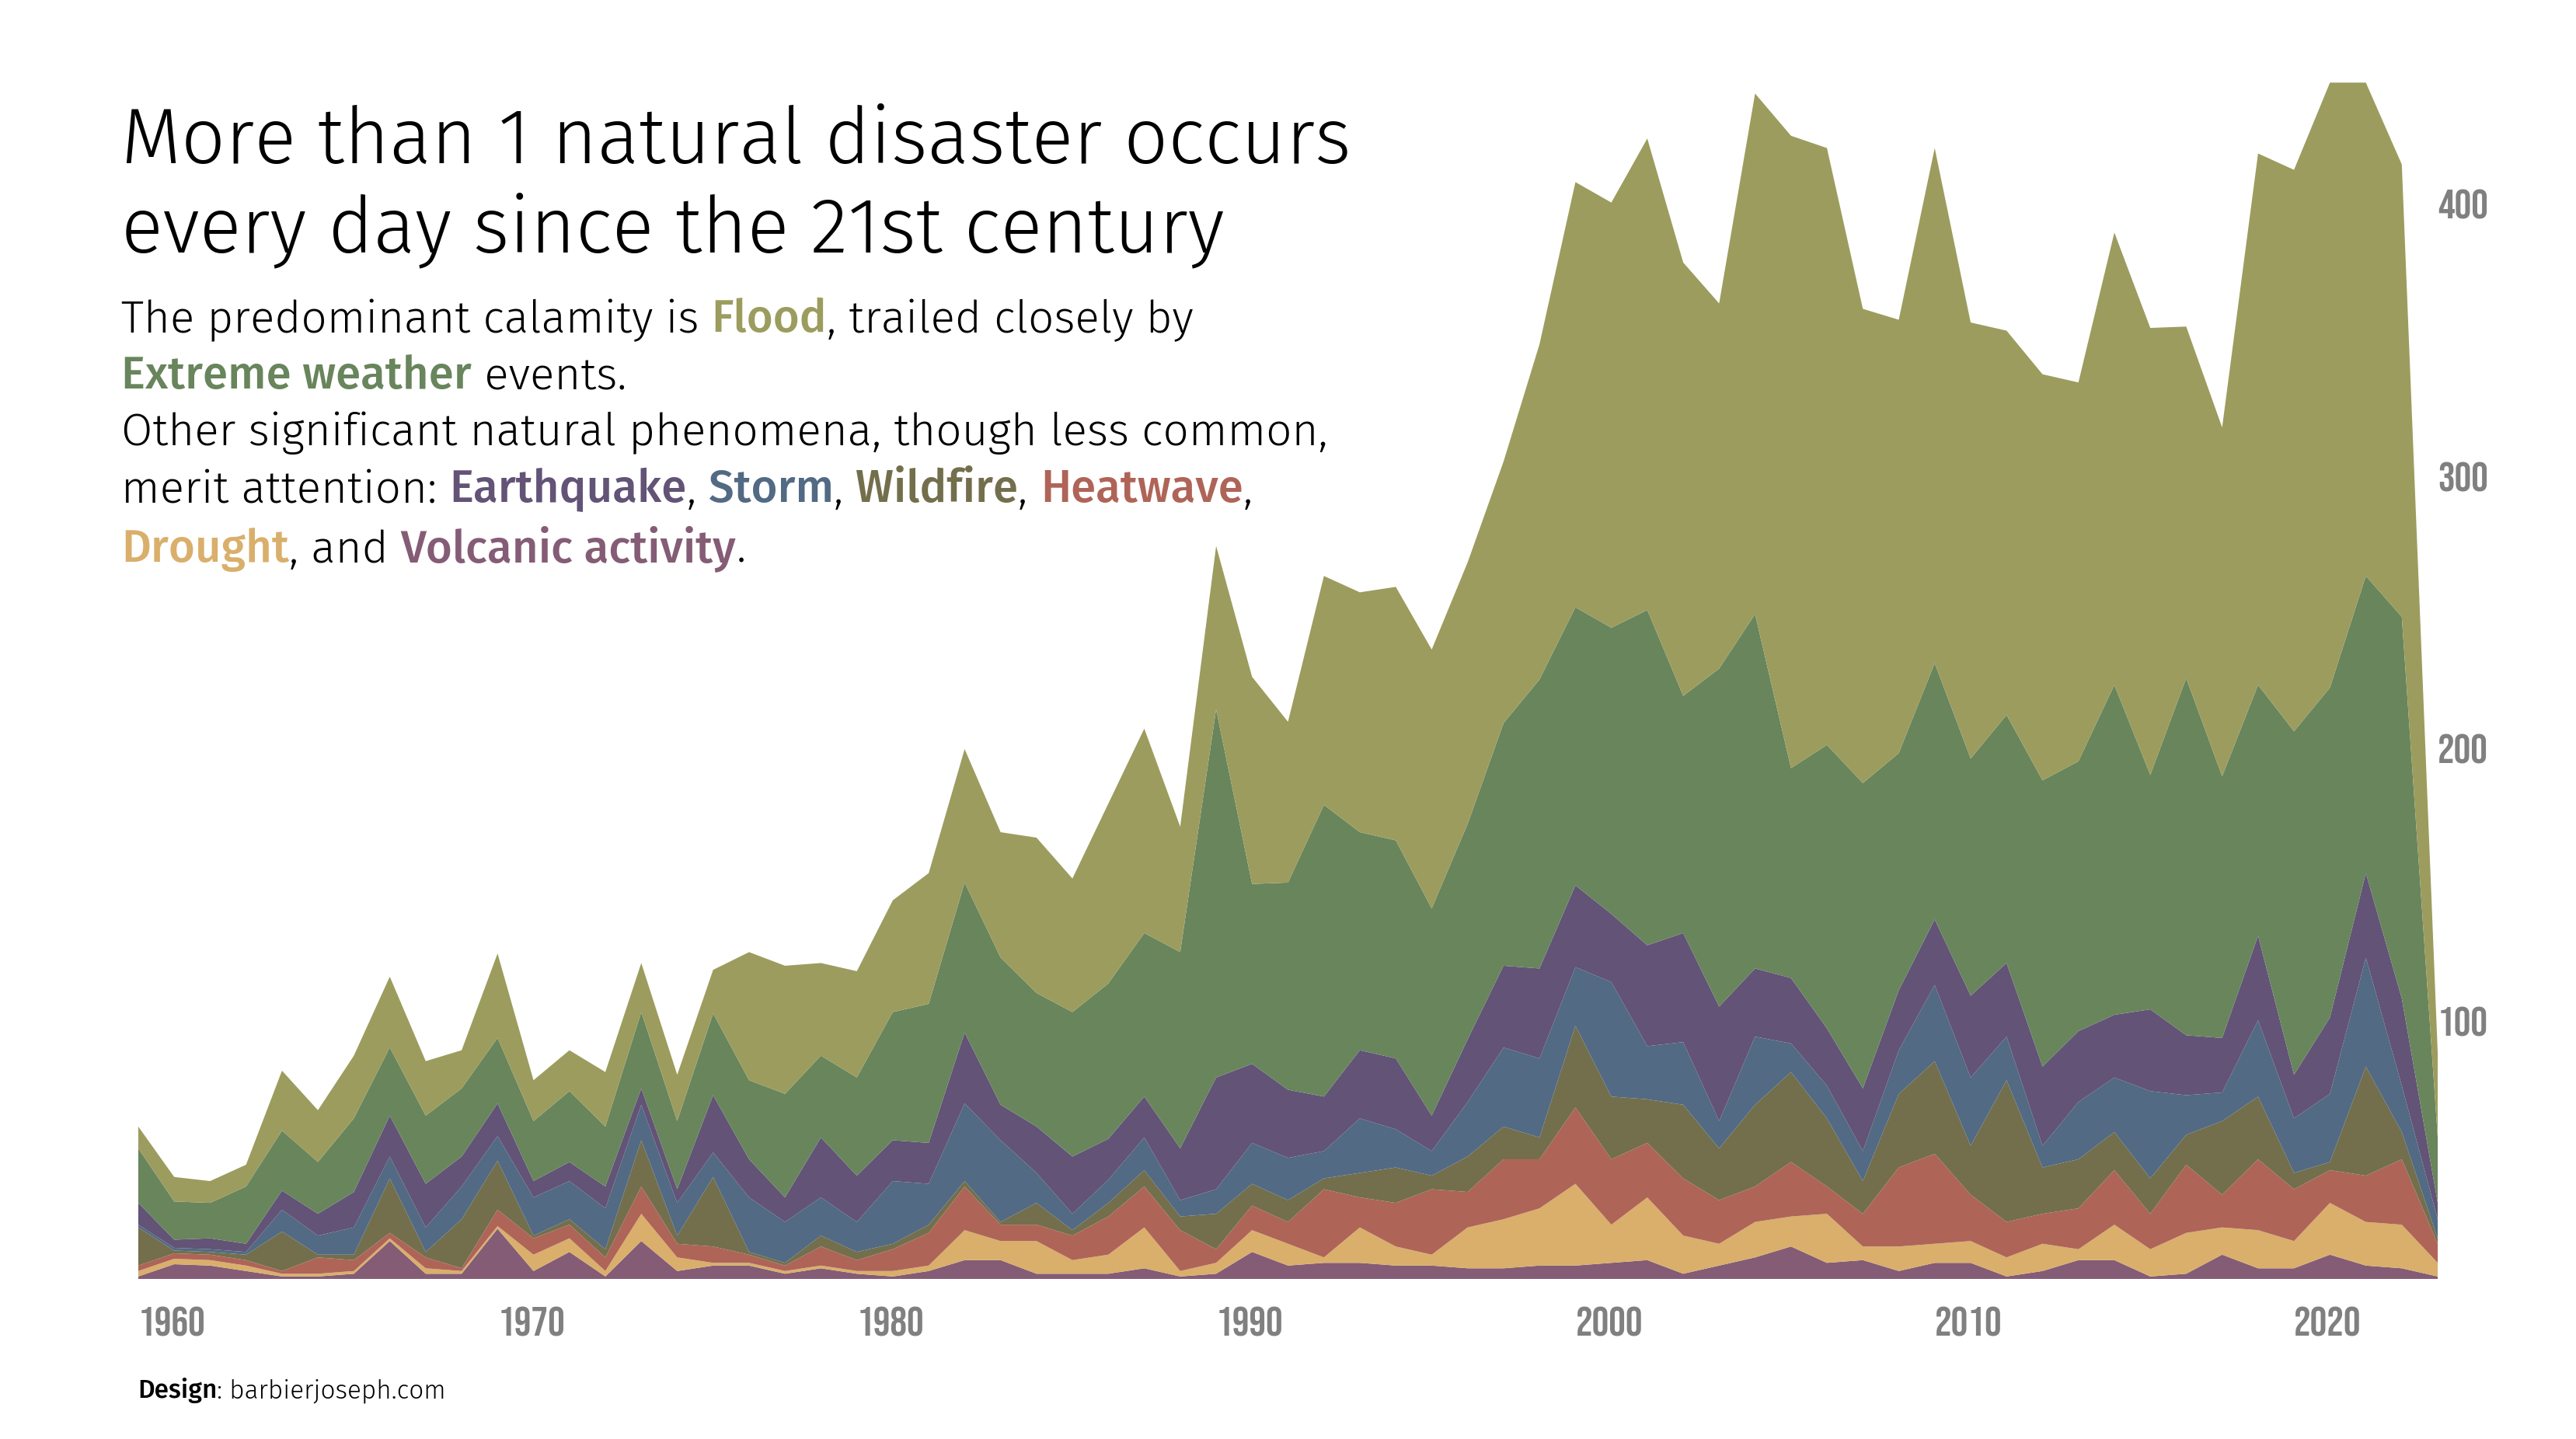 More than 1 natural disaster occurs
every day since the 21st century
The predominant calamity is Flood, trailed closely by
Extreme weather events.
Other significant natural phenomena, though less common,
merit attention: Earthquake, Storm, Wildfire, Heatwave,
Drought, and Volcanic activity.
400
300
200
100
1960 1970 1980 1990 2000 2010 2020
Design: barbierjoseph.com